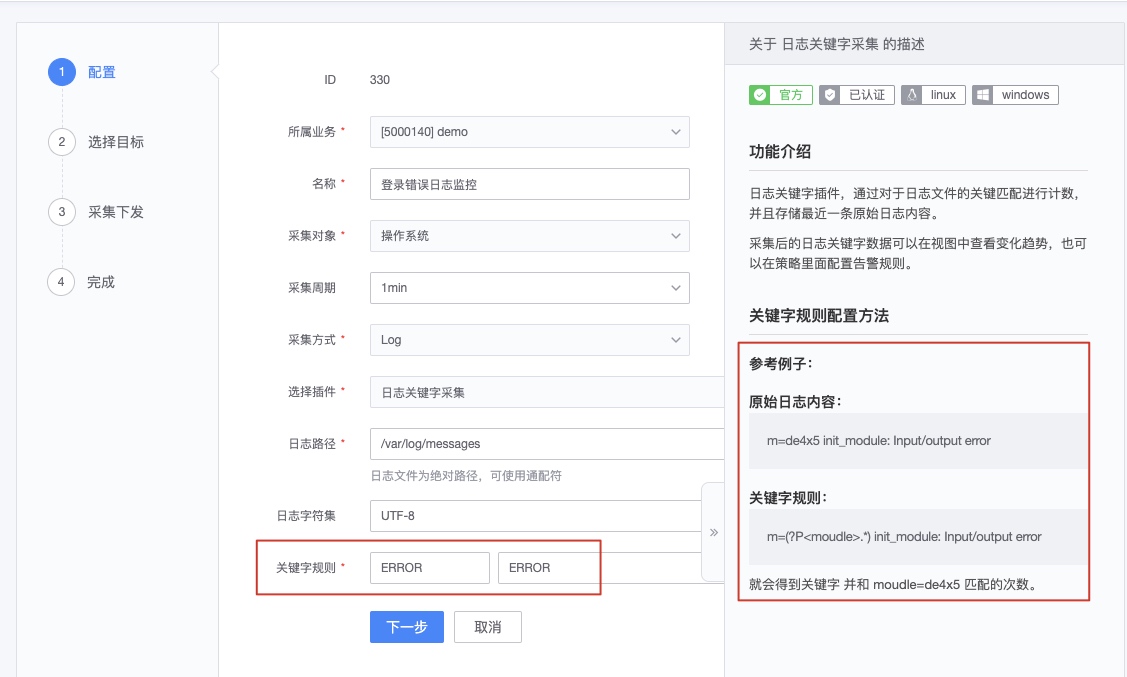 1 配置
2 选择目标
3 采集下发
4 完成
ID 330
所属业务 * [5000140] demo
名称 * 登录错误日志监控
采集对象 * 操作系统
采集周期 1min
采集方式 * Log
选择插件 * 日志关键字采集
日志路径 * /var/log/messages
日志文件为绝对路径，可使用通配符
日志字符集 UTF-8
关键字规则 * ERROR ERROR
下一步 取消
»
关于 日志关键字采集 的描述
官方 已认证 linux windows
功能介绍
日志关键字插件，通过对于日志文件的关键匹配进行计数，
并且存储最近一条原始日志内容。
采集后的日志关键字数据可以在视图中查看变化趋势，也可
以在策略里面配置告警规则。
关键字规则配置方法
参考例子：
原始日志内容：
m=de4x5 init_module: Input/output error
关键字规则：
m=(?P<moudle>.*) init_module: Input/output error
就会得到关键字 并和 moudle=de4x5 匹配的次数。